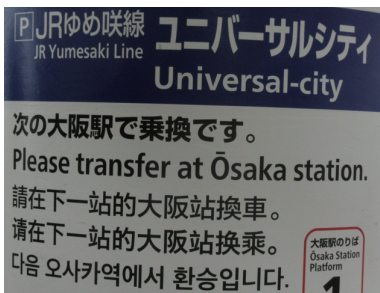 P JRゆめ咲線 ユニバーサルシティ
JR Yumesaki Line Universal-city
次の大阪駅で乗換です。
Please transfer at Ōsaka station.
請在下一站的大阪站換車。
请在下一站的大阪站换乘。
다음 오사카역에서 환승입니다.
大阪駅のりば
Ōsaka Station
Platform
1